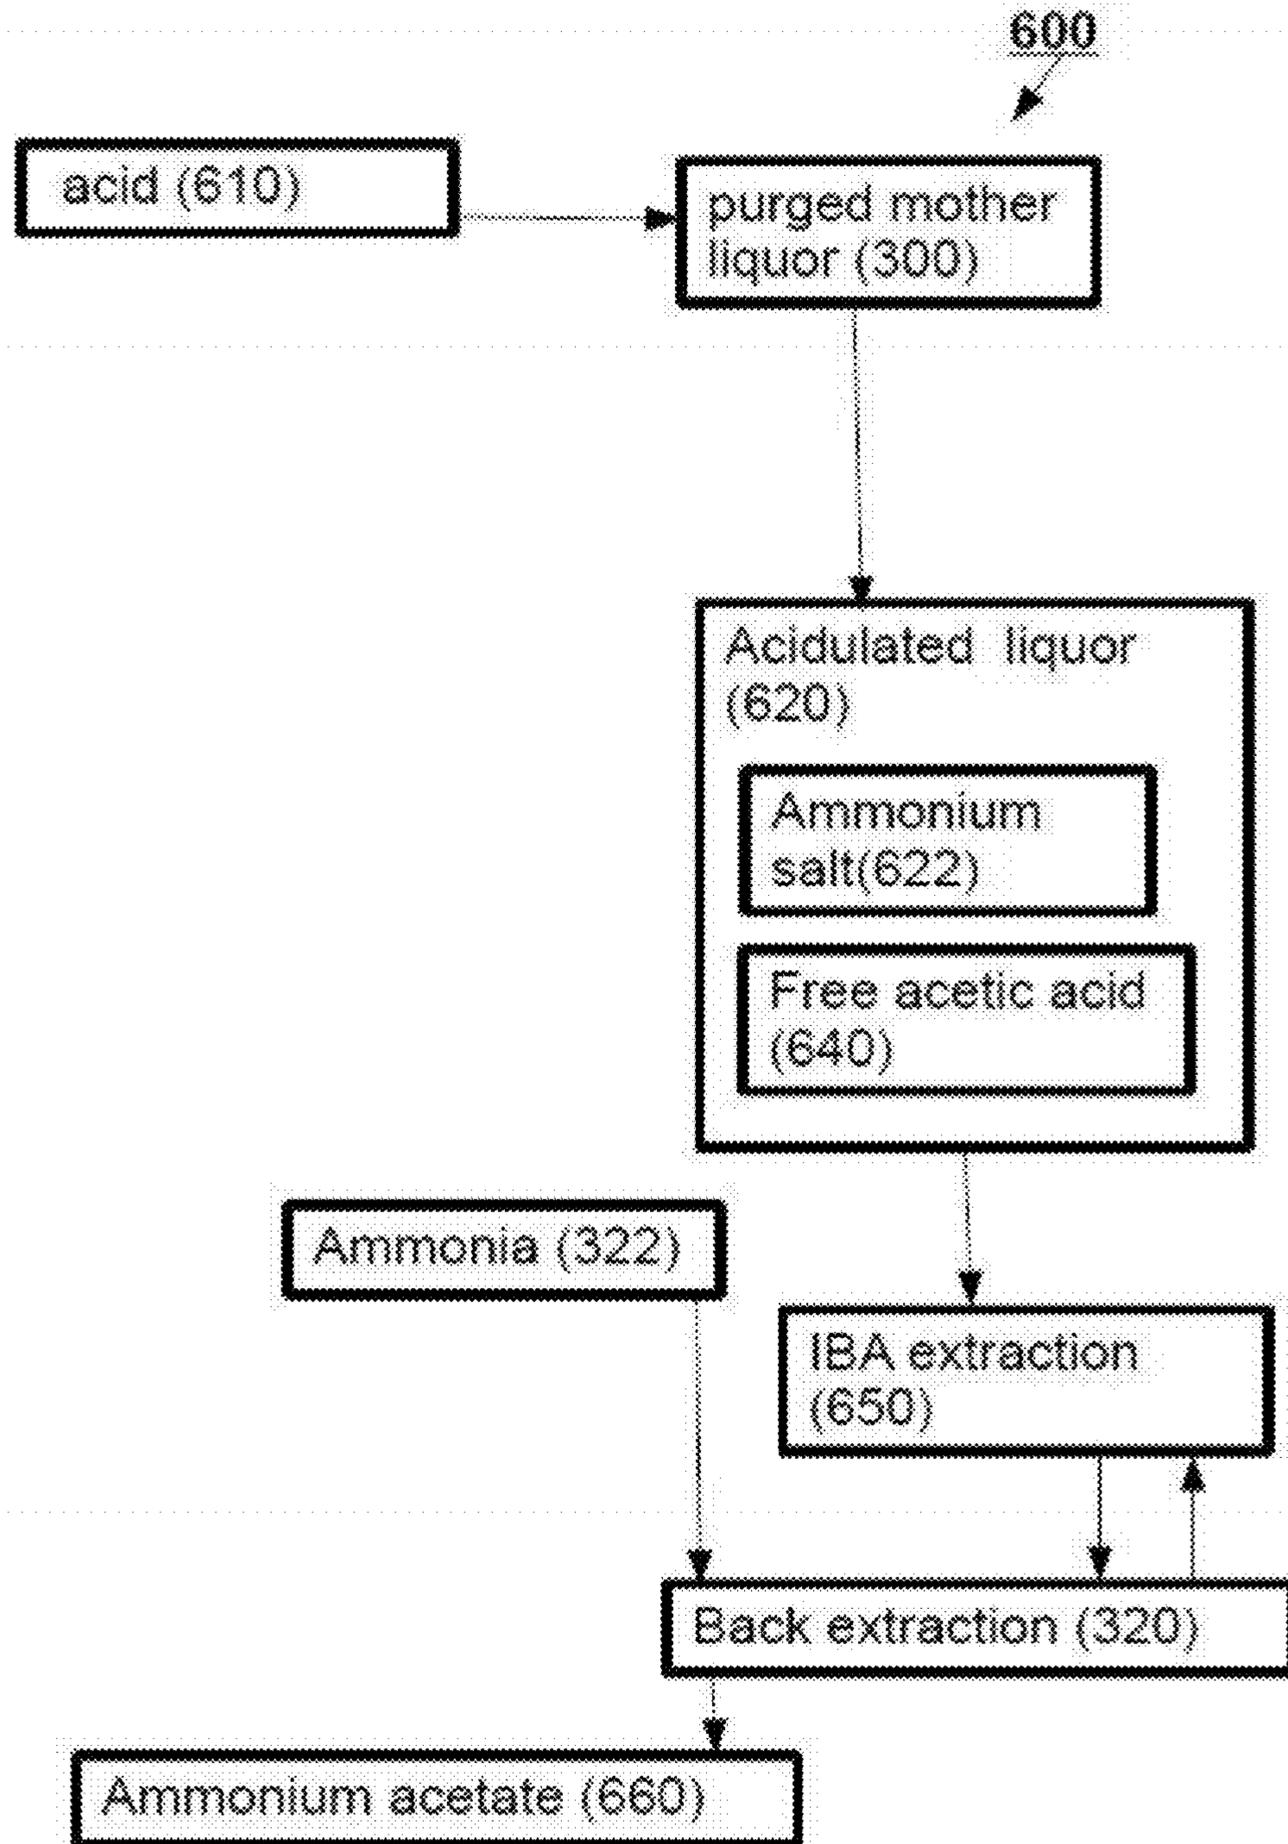 600
acid (610)
purged mother
liquor (300)
Acidulated liquor
(620)
Ammonium
salt(622)
Free acetic acid
(640)
Ammonia (322)
IBA extraction
(650)
Back extraction (320)
Ammonium acetate (660)